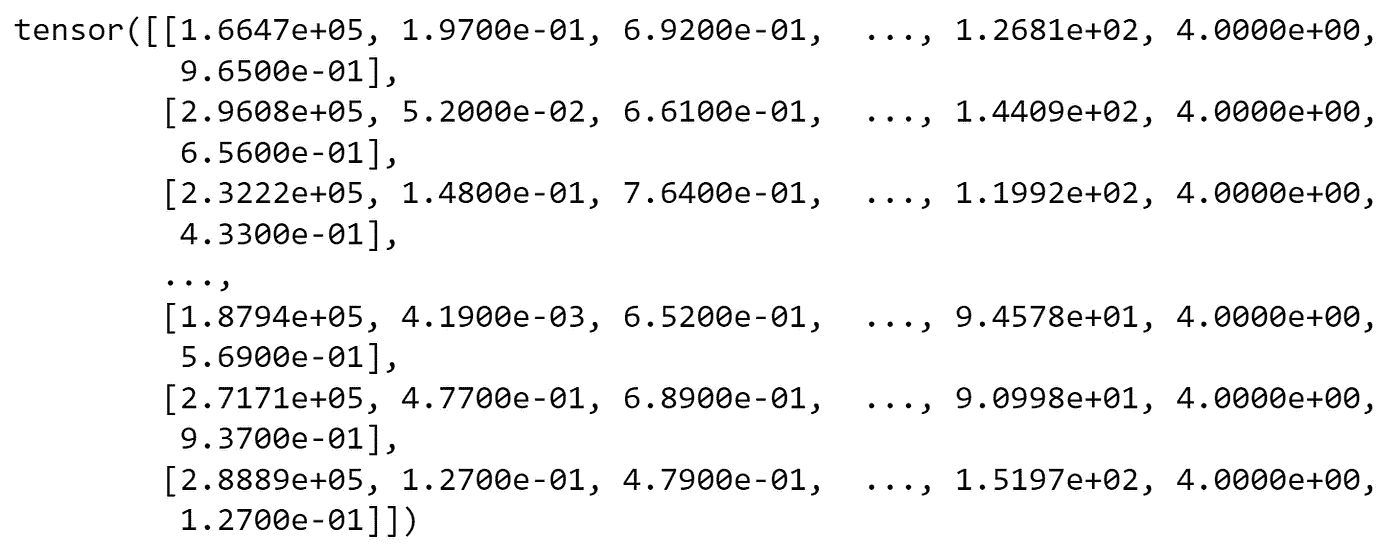 tensor([[1.6647e+05, 1.9700e-01, 6.9200e-01,  ..., 1.2681e+02, 4.0000e+00,
         9.6500e-01],
        [2.9608e+05, 5.2000e-02, 6.6100e-01,  ..., 1.4409e+02, 4.0000e+00,
         6.5600e-01],
        [2.3222e+05, 1.4800e-01, 7.6400e-01,  ..., 1.1992e+02, 4.0000e+00,
         4.3300e-01],
        ...,
        [1.8794e+05, 4.1900e-03, 6.5200e-01,  ..., 9.4578e+01, 4.0000e+00,
         5.6900e-01],
        [2.7171e+05, 4.7700e-01, 6.8900e-01,  ..., 9.0998e+01, 4.0000e+00,
         9.3700e-01],
        [2.8889e+05, 1.2700e-01, 4.7900e-01,  ..., 1.5197e+02, 4.0000e+00,
         1.2700e-01]])